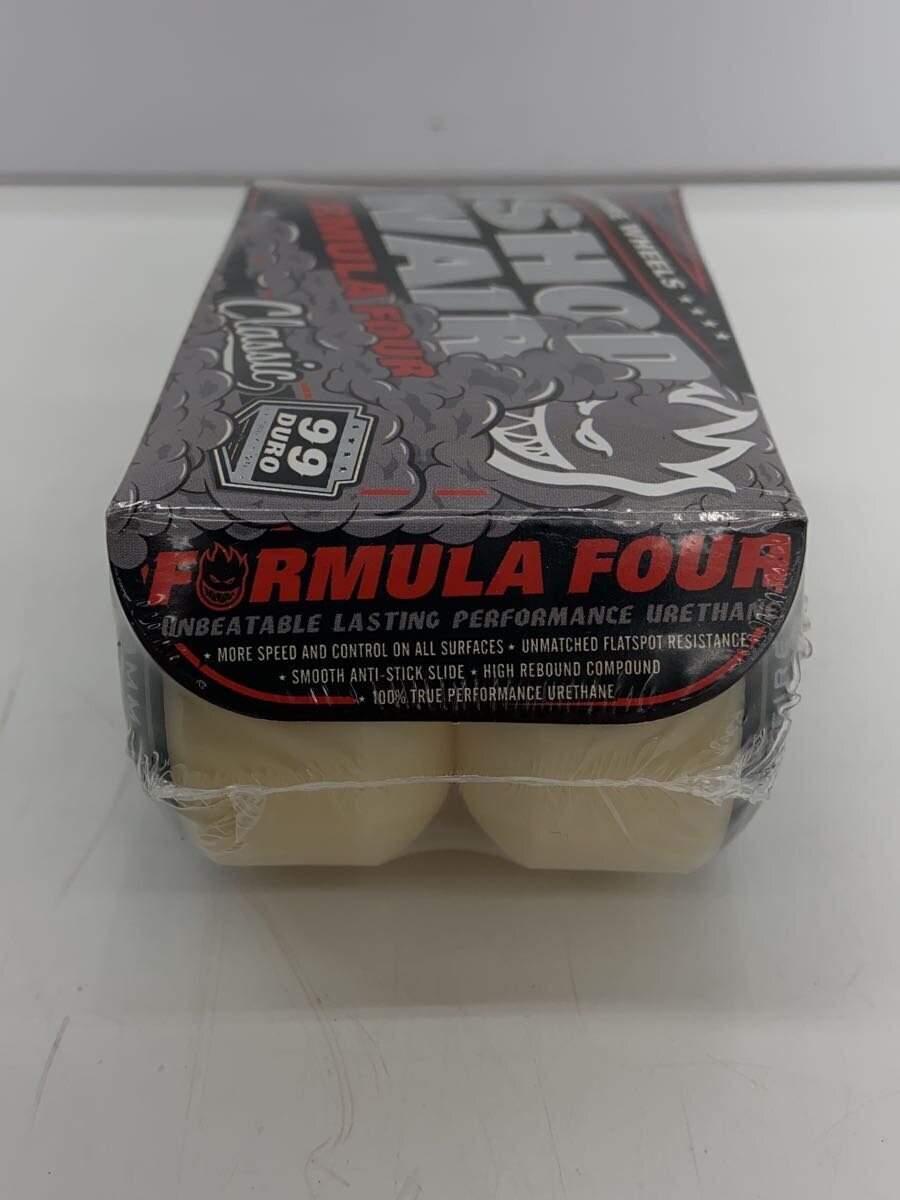 WHEELS
SHOD
WAIR
FORMULA FOUR
Classic
99
DURO
FORMULA FOUR
UNBEATABLE LASTING PERFORMANCE URETHANE
★ MORE SPEED AND CONTROL ON ALL SURFACES ★ UNMATCHED FLATSPOT RESISTANCE
★ SMOOTH ANTI-STICK SLIDE ★ HIGH REBOUND COMPOUND
★ 100% TRUE PERFORMANCE URETHANE